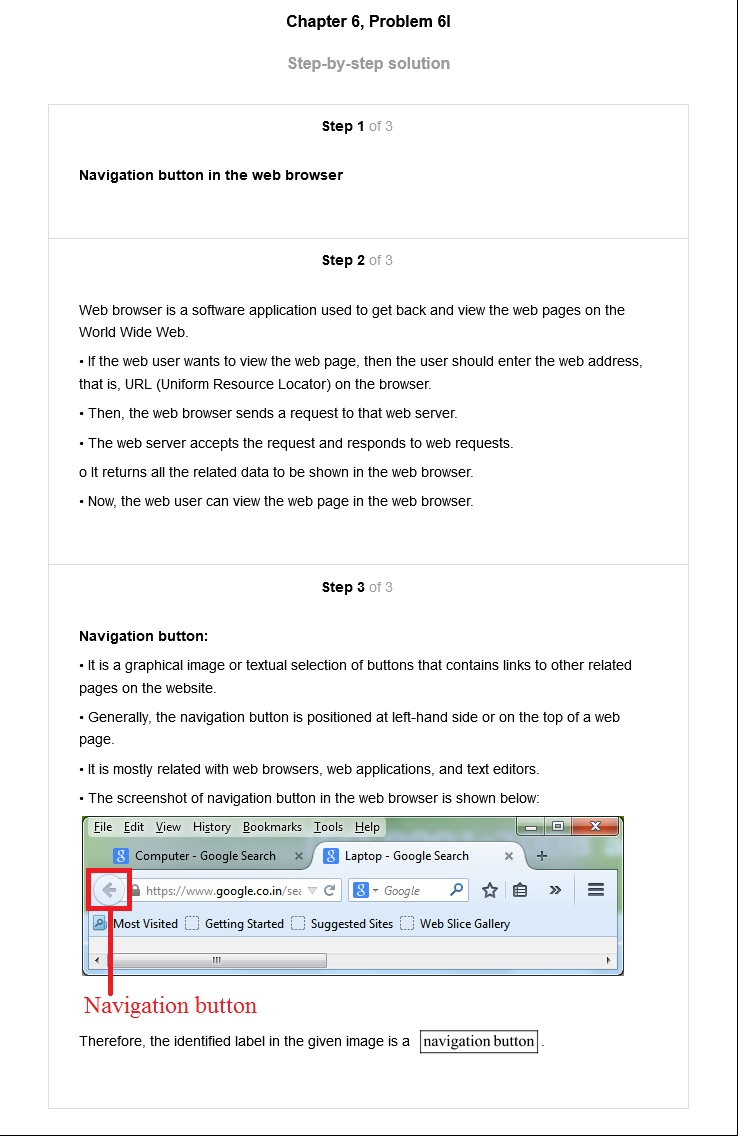 Chapter 6, Problem 6I
Step-by-step solution
Step 1 of 3
Navigation button in the web browser
Step 2 of 3
Web browser is a software application used to get back and view the web pages on the
World Wide Web.
• If the web user wants to view the web page, then the user should enter the web address,
that is, URL (Uniform Resource Locator) on the browser.
• Then, the web browser sends a request to that web server.
• The web server accepts the request and responds to web requests.
o It returns all the related data to be shown in the web browser.
• Now, the web user can view the web page in the web browser.
Step 3 of 3
Navigation button:
• It is a graphical image or textual selection of buttons that contains links to other related
pages on the website.
• Generally, the navigation button is positioned at left-hand side or on the top of a web
page.
• It is mostly related with web browsers, web applications, and text editors.
• The screenshot of navigation button in the web browser is shown below:
File Edit View History Bookmarks Tools Help
8 Computer - Google Search × 8 Laptop - Google Search × +
https://www.google.co.in/sea 8 Google »
Most Visited Getting Started Suggested Sites Web Slice Gallery
Navigation button
Therefore, the identified label in the given image is a navigation button.